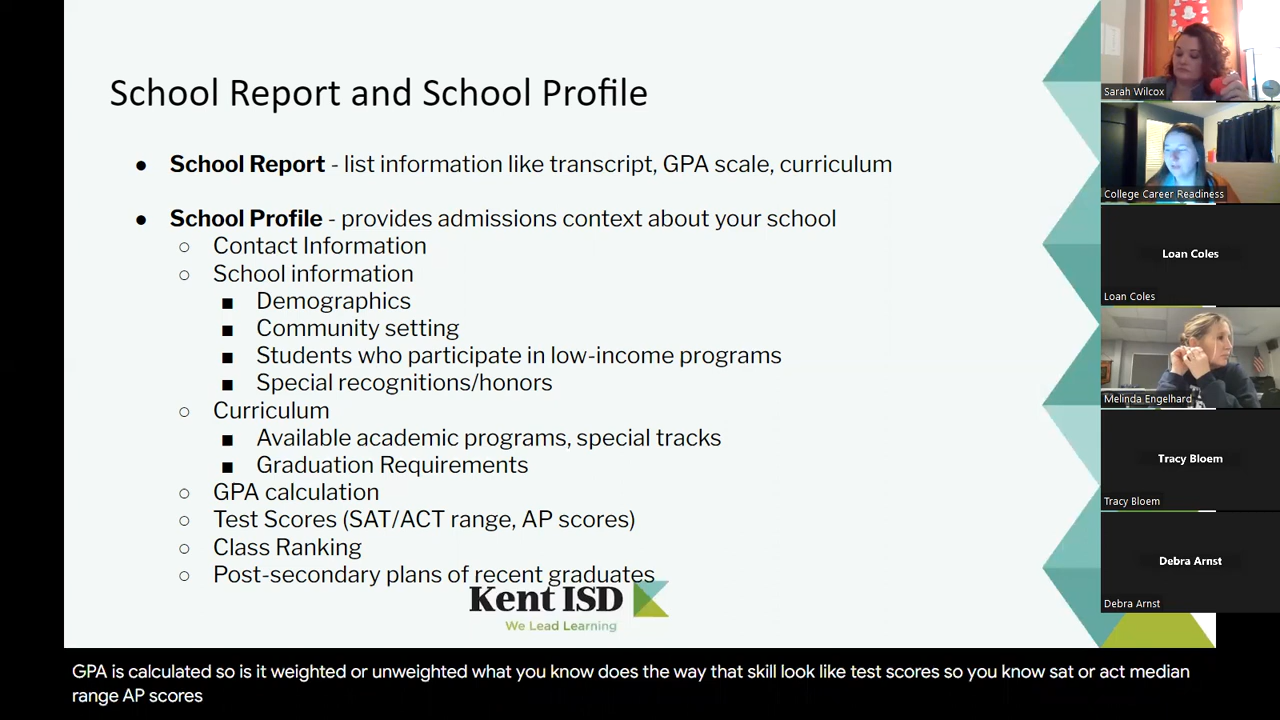 School Report and School Profile
● School Report - list information like transcript, GPA scale, curriculum
● School Profile - provides admissions context about your school
○ Contact Information
○ School information
■ Demographics
■ Community setting
■ Students who participate in low-income programs
■ Special recognitions/honors
○ Curriculum
■ Available academic programs, special tracks
■ Graduation Requirements
○ GPA calculation
○ Test Scores (SAT/ACT range, AP scores)
○ Class Ranking
○ Post-secondary plans of recent graduates
Kent ISD
We Lead Learning
GPA is calculated so is it weighted or unweighted what you know does the way that skill look like test scores so you know sat or act median
range AP scores
Sarah Wilcox
College Career Readiness
Loan Coles
Loan Coles
Melinda Engelhard
Tracy Bloem
Tracy Bloem
Debra Arnst
Debra Arnst